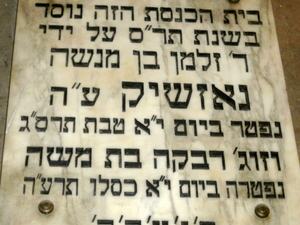 בית הכנסת הזה נוסד
בשנת תר"ס על ידי
ר' זלמן בן מנשה
נאזשיק ע"ה
נפטר ביום י"א טבת תרס"ג
וזוג' רבקה בת משה
נפטרה ביום י"א כסלו תרע"ה